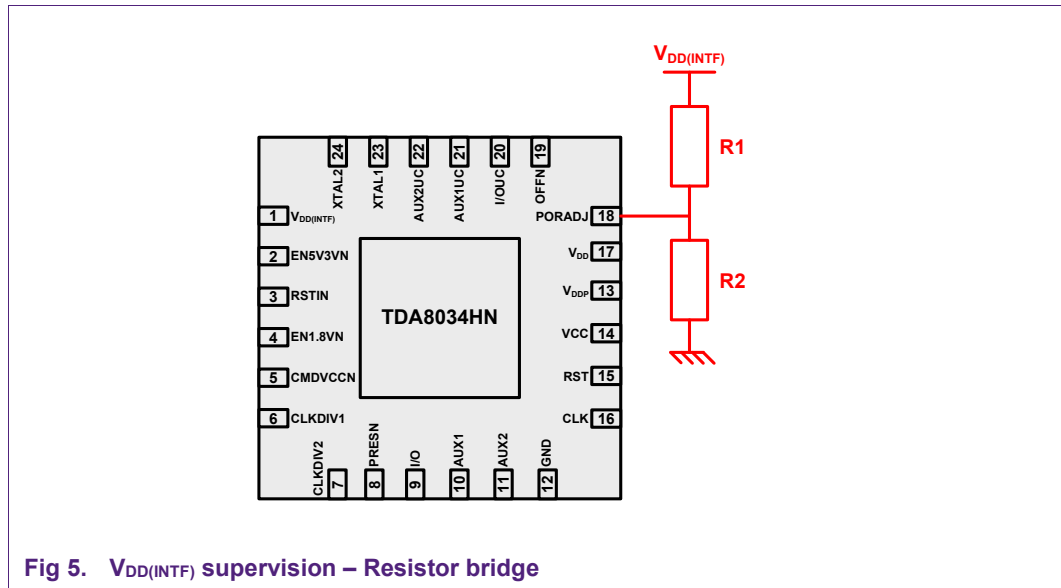 VDD(INTF)
R1
R2
24 23 22 21 20 19
XTAL2 XTAL1 AUX2UC AUX1UC I/OUC OFFN
1 VDD(INTF)
2 EN5V3VN
3 RSTIN
4 EN1.8VN
5 CMDVCCN
6 CLKDIV1
TDA8034HN
PORADJ 18
VDD 17
VDDP 13
VCC 14
RST 15
CLK 16
CLKDIV2 PRESN I/O AUX1 AUX2 GND
7 8 9 10 11 12
Fig 5. VDD(INTF) supervision – Resistor bridge